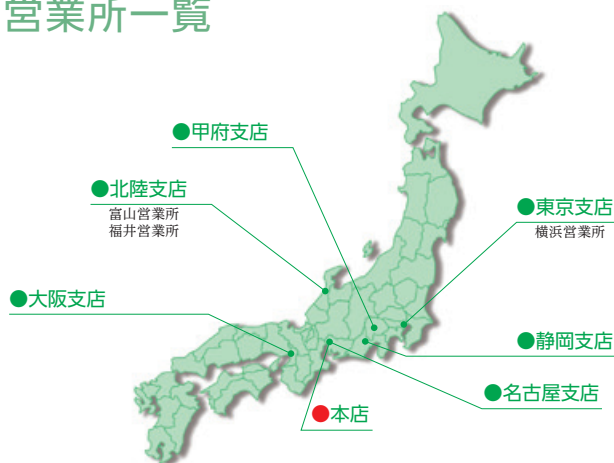 営業所一覧
●甲府支店
●北陸支店
富山営業所
福井営業所
●東京支店
横浜営業所
●大阪支店
●静岡支店
●名古屋支店
●本店